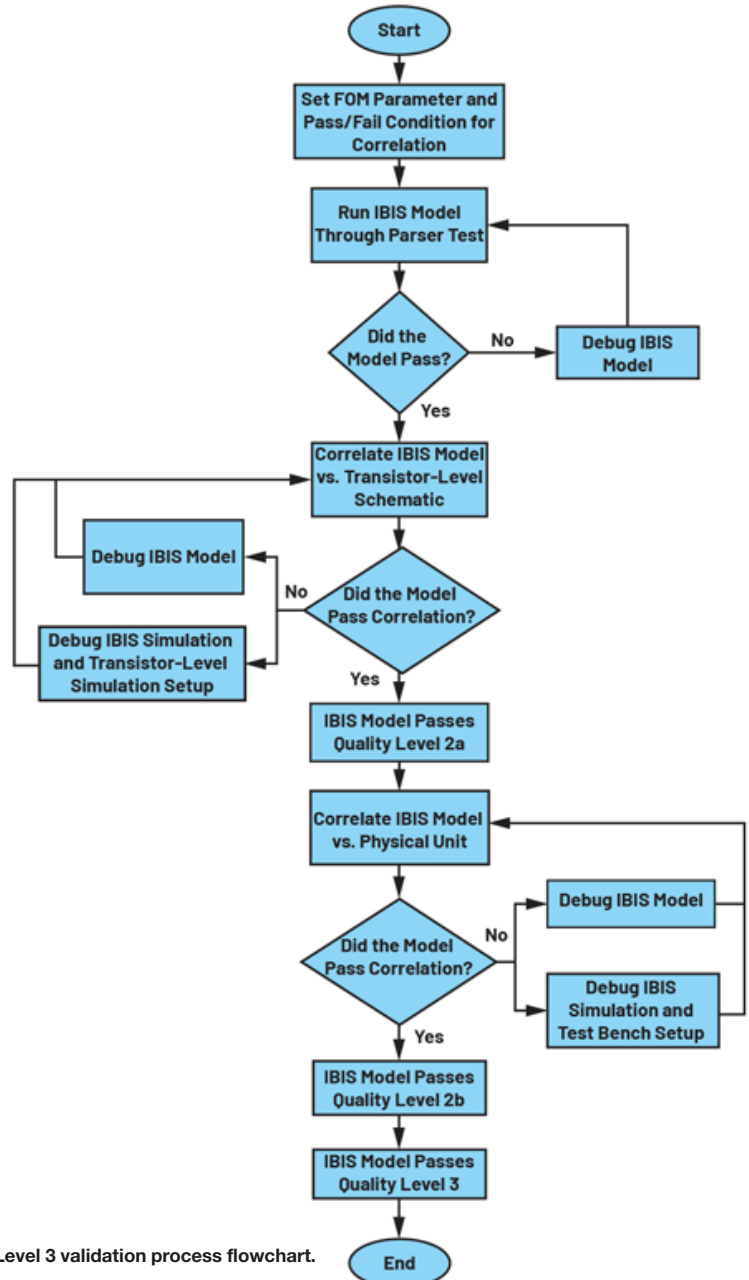 Start
Set FOM Parameter and
Pass/Fail Condition for
Correlation
Run IBIS Model
Through Parser Test
Did the
Model Pass?
No
Debug IBIS
Model
Yes
Correlate IBIS Model
vs. Transistor-Level
Schematic
Debug IBIS Model
No
Did the Model
Pass Correlation?
Debug IBIS Simulation
and Transistor-Level
Simulation Setup
Yes
IBIS Model Passes
Quality Level 2a
Correlate IBIS Model
vs. Physical Unit
Did the Model
Pass Correlation?
No
Debug IBIS Model
Debug IBIS
Simulation and
Test Bench Setup
Yes
IBIS Model Passes
Quality Level 2b
IBIS Model Passes
Quality Level 3
Level 3 validation process flowchart.
End